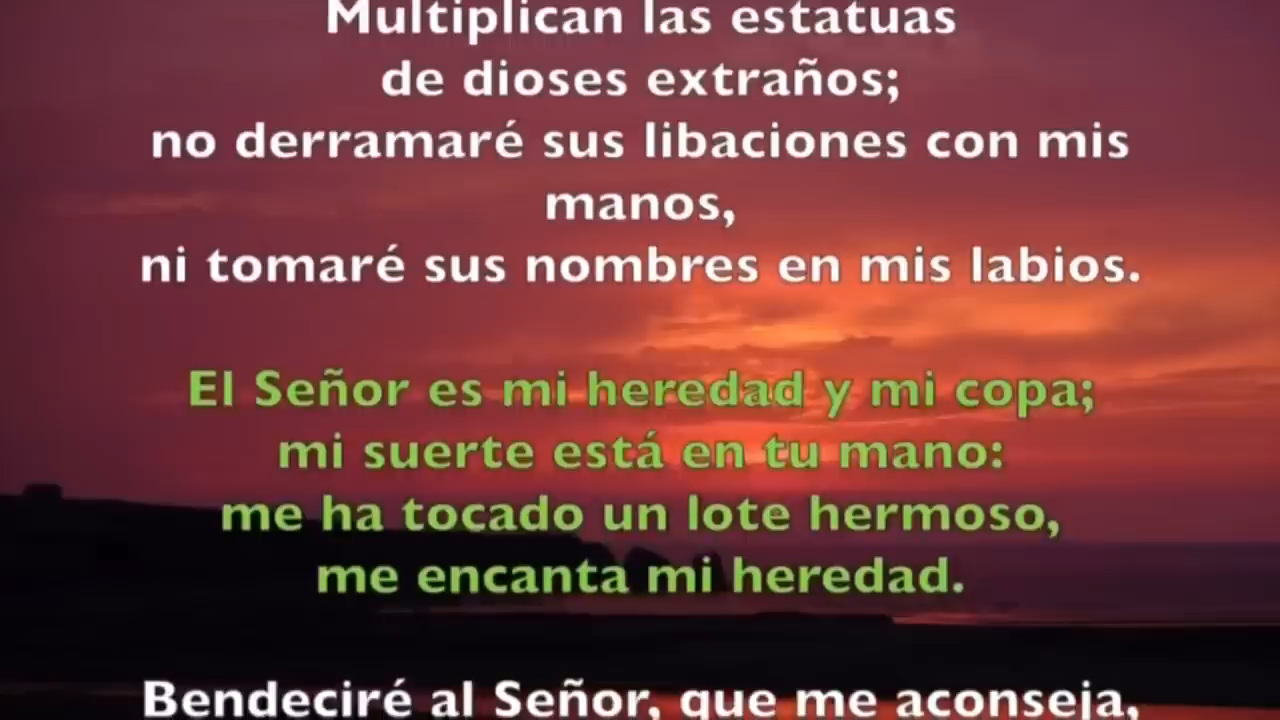 Multiplican las estatuas
de dioses extraños;
no derramaré sus libaciones con mis
manos,
ni tomaré sus nombres en mis labios.
El Señor es mi heredad y mi copa;
mi suerte está en tu mano:
me ha tocado un lote hermoso,
me encanta mi heredad.
Bendeciré al Señor, que me aconseja,